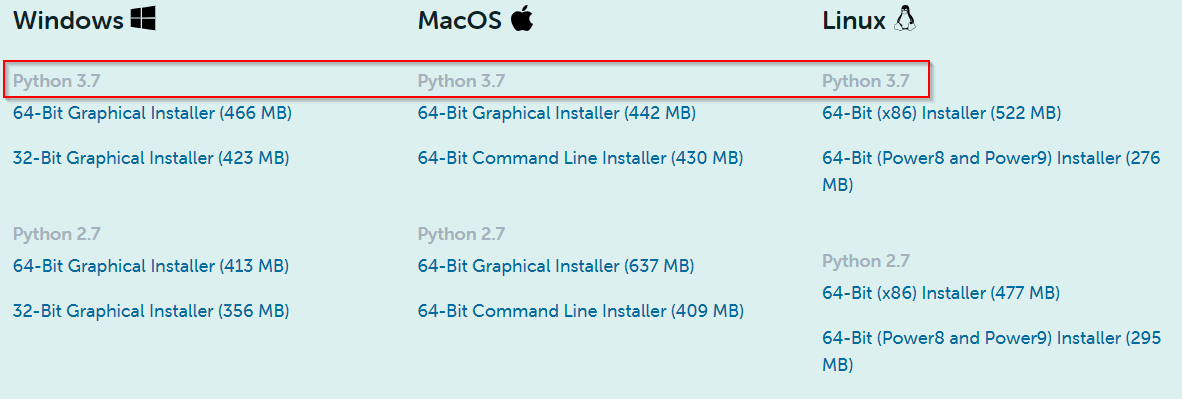 Windows
Python 3.7
64-Bit Graphical Installer (466 MB)
32-Bit Graphical Installer (423 MB)
Python 2.7
64-Bit Graphical Installer (413 MB)
32-Bit Graphical Installer (356 MB)
MacOS
Python 3.7
64-Bit Graphical Installer (442 MB)
64-Bit Command Line Installer (430 MB)
Python 2.7
64-Bit Graphical Installer (637 MB)
64-Bit Command Line Installer (409 MB)
Linux
Python 3.7
64-Bit (x86) Installer (522 MB)
64-Bit (Power8 and Power9) Installer (276
MB)
Python 2.7
64-Bit (x86) Installer (477 MB)
64-Bit (Power8 and Power9) Installer (295
MB)